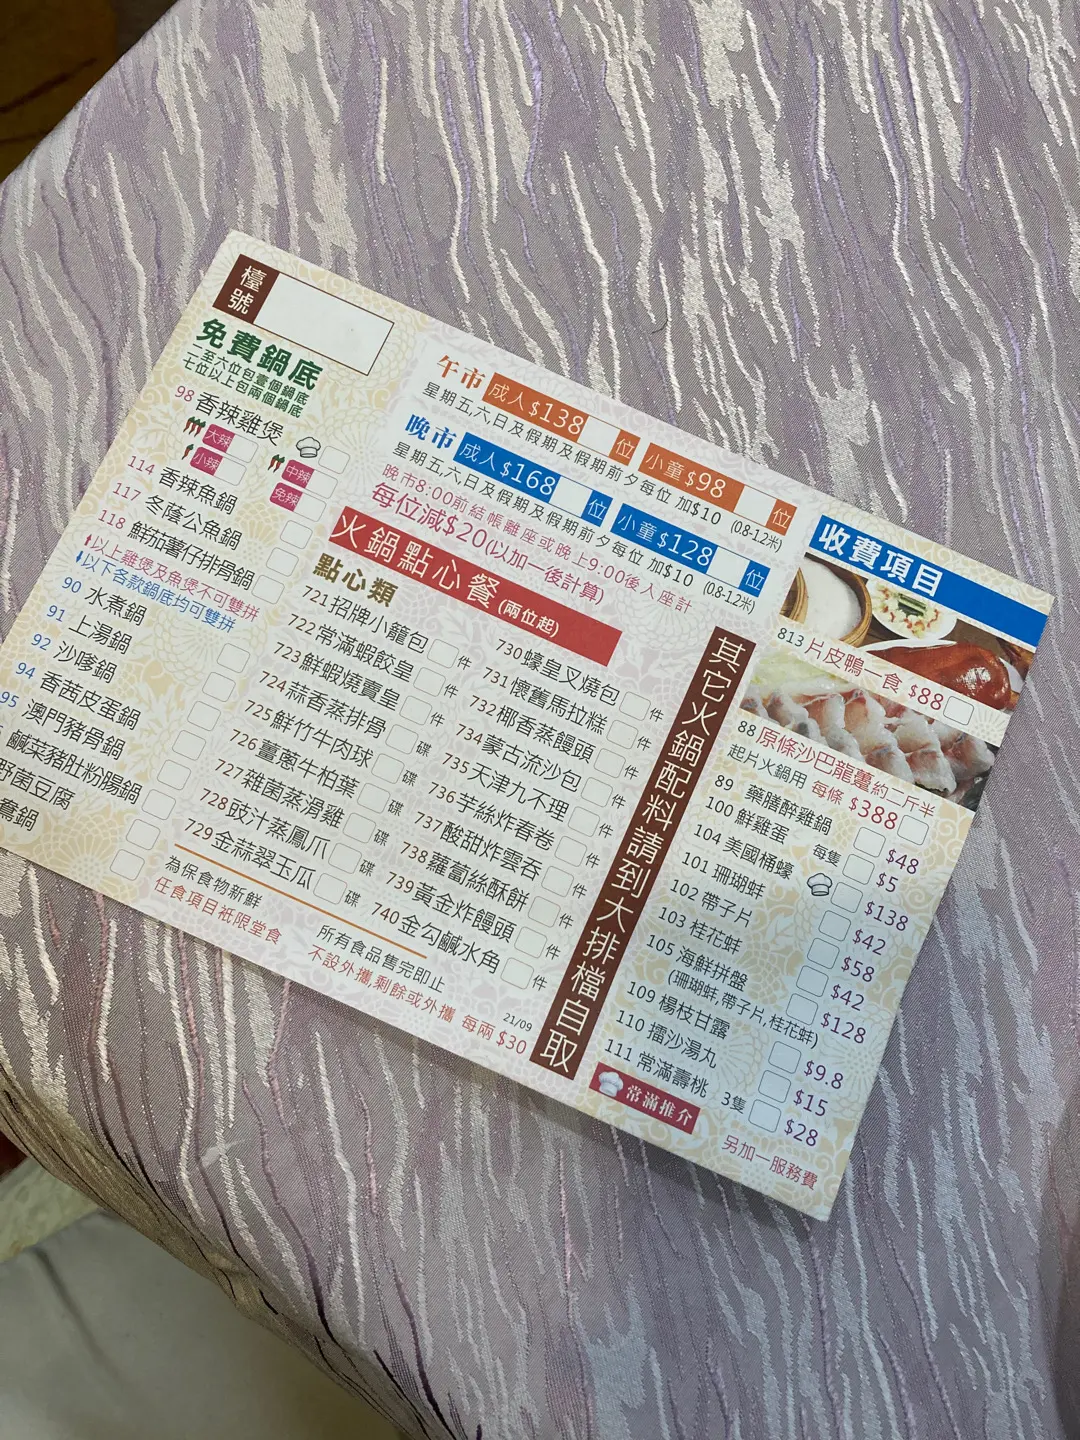 檯號
免費鍋底
一至六位包壹個鍋底
七位以上包兩個鍋底
98 香辣雞煲
大辣 中辣
小辣 免辣
114 香辣魚鍋
117 冬蔭公魚鍋
118 鮮茄薯仔排骨鍋
以上雞煲及魚煲不可雙拼
以下各款鍋底均可雙拼
90 水煮鍋
91 上湯鍋
92 沙嗲鍋
94 香茜皮蛋鍋
95 澳門豬骨鍋
鹹菜豬肚粉腸鍋
野菌豆腐
鴦鍋
午市 成人$138 位 小童$98 位
星期五,六,日及假期及假期前夕每位 加$10 (0.8-1.2米)
晚市 成人$168 位 小童$128 位
星期五,六,日及假期及假期前夕每位 加$10 (0.8-1.2米)
晚市8:00前結帳離座或晚上9:00後入座計
每位減$20(以加一後計算)
火鍋點心餐(兩位起)
點心類
721 招牌小籠包 件
722 常滿蝦餃皇 件
723 鮮蝦燒賣皇 件
724 蒜香蒸排骨 碟
725 鮮竹牛肉球 碟
726 薑蔥牛柏葉 碟
727 雜菌蒸滑雞 碟
728 豉汁蒸鳳爪 碟
729 金蒜翠玉瓜 碟
730 蠔皇叉燒包 件
731 懷舊馬拉糕 件
732 椰香蒸饅頭 件
734 蒙古流沙包 件
735 天津九不理 件
736 芋絲炸春卷 件
737 酸甜炸雲吞 件
738 蘿蔔絲酥餅 件
739 黃金炸饅頭 件
740 金勾鹹水角 件
為保食物新鮮
任食項目祇限堂食
所有食品售完即止
不設外攜,剩餘或外攜 每兩 $30
21/09
其它火鍋配料請到大排檔自取
收費項目
813 片皮鴨一食 $88
88 原條沙巴龍躉約二斤半
起片火鍋用 每條 $388
89 藥膳醉雞鍋 $48
100 鮮雞蛋 每隻 $5
104 美國桶蠔 $138
101 珊瑚蚌 $42
102 帶子片 $58
103 桂花蚌 $42
105 海鮮拼盤 $128
(珊瑚蚌,帶子片,桂花蚌)
109 楊枝甘露 $9.8
110 擂沙湯丸 $15
111 常滿壽桃 3隻 $28
常滿推介
另加一服務費